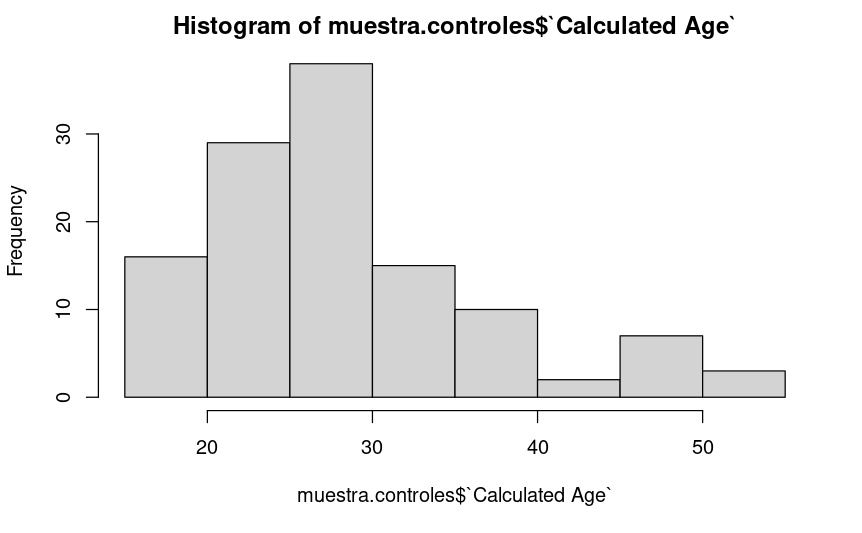 Histogram of muestra.controles$`Calculated Age`
Frequency
30
20
10
0
20 30 40 50
muestra.controles$`Calculated Age`